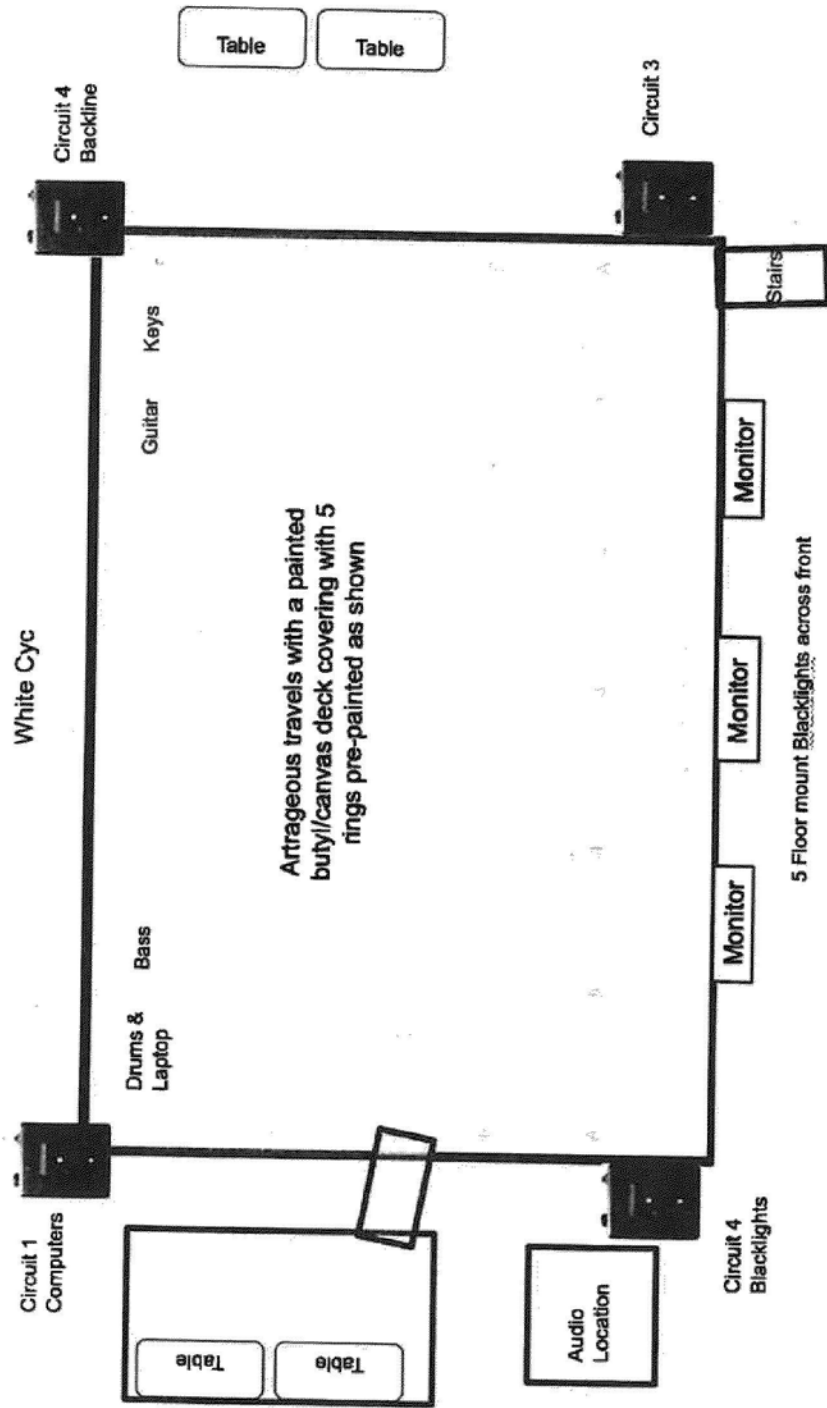 White Cyc
Circuit 1
Computers
Circuit 4
Backline
Drums &
Laptop
Bass
Guitar
Keys
Table
Table
Table
Table
Artrageous travels with a painted
butyl/canvas deck covering with 5
rings pre-painted as shown
Audio
Location
Circuit 4
Blacklights
Circuit 3
Stairs
Monitor
Monitor
Monitor
5 Floor mount Blacklights across front